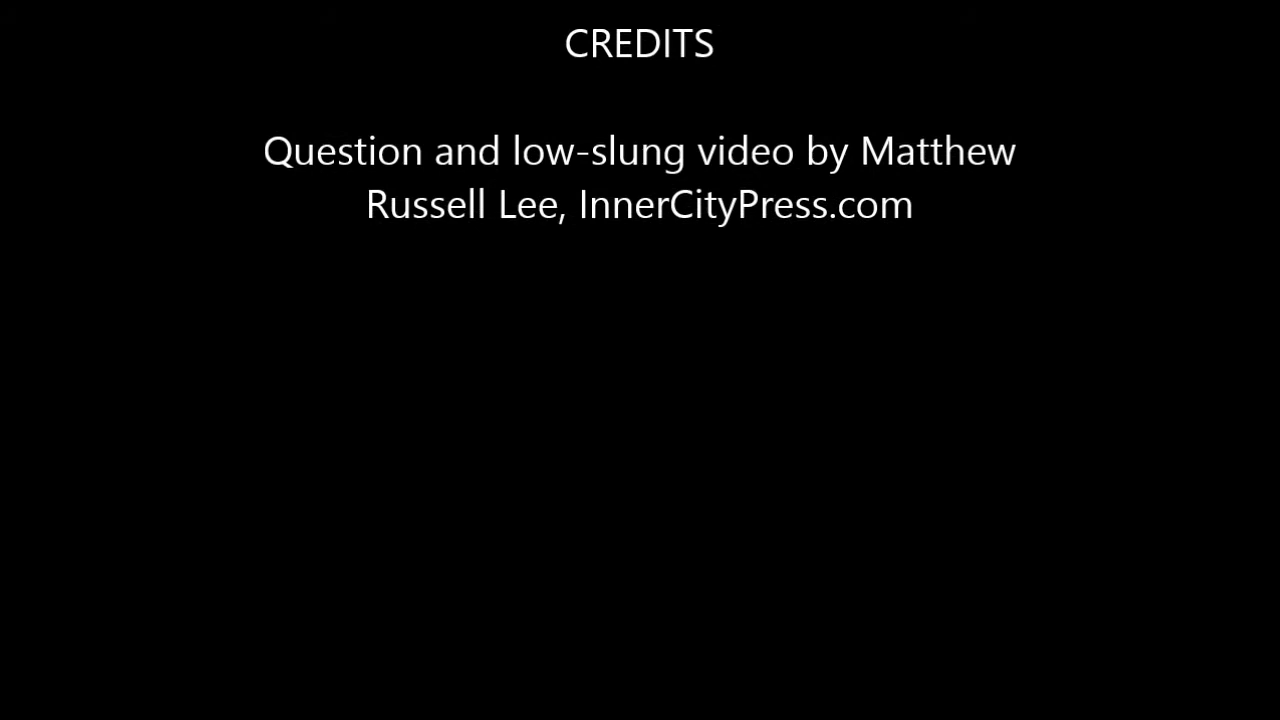 CREDITS
Question and low-slung video by Matthew
Russell Lee, InnerCityPress.com